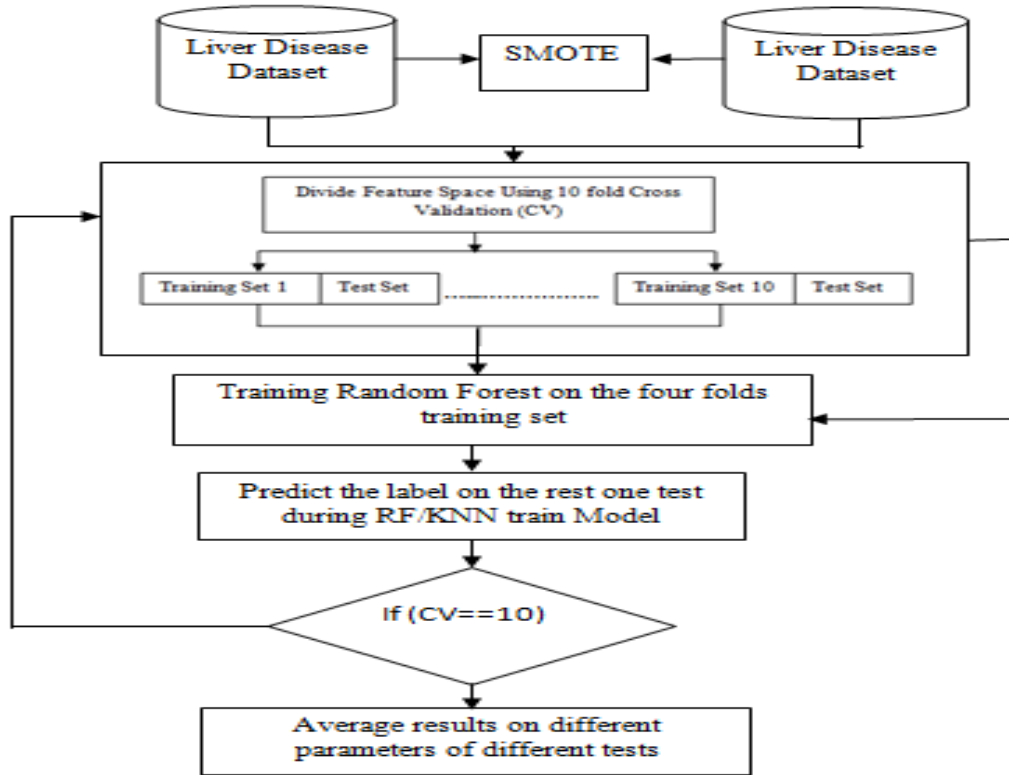 Liver Disease
Dataset
SMOTE
Liver Disease
Dataset
Divide Feature Space Using 10 fold Cross
Validation (CV)
Training Set 1
Test Set
Training Set 10
Test Set
Training Random Forest on the four folds
training set
Predict the label on the rest one test
during RF/KNN train Model
If (CV==10)
Average results on different
parameters of different tests